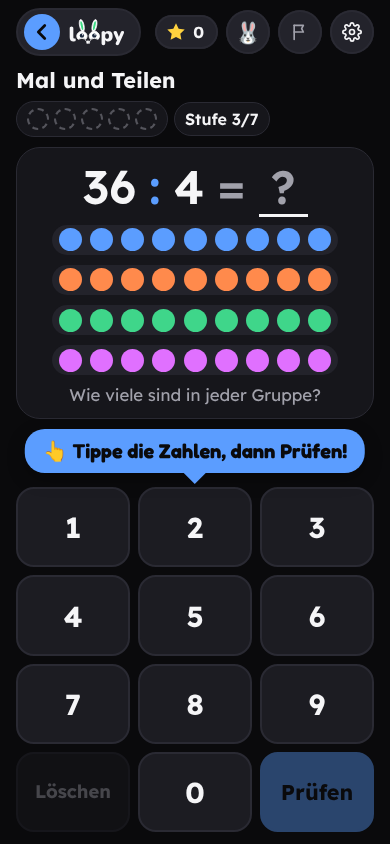 loopy
0
Mal und Teilen
Stufe 3/7
36 : 4 = ?
Wie viele sind in jeder Gruppe?
Tippe die Zahlen, dann Prüfen!
1 2 3
4 5 6
7 8 9
Löschen 0 Prüfen